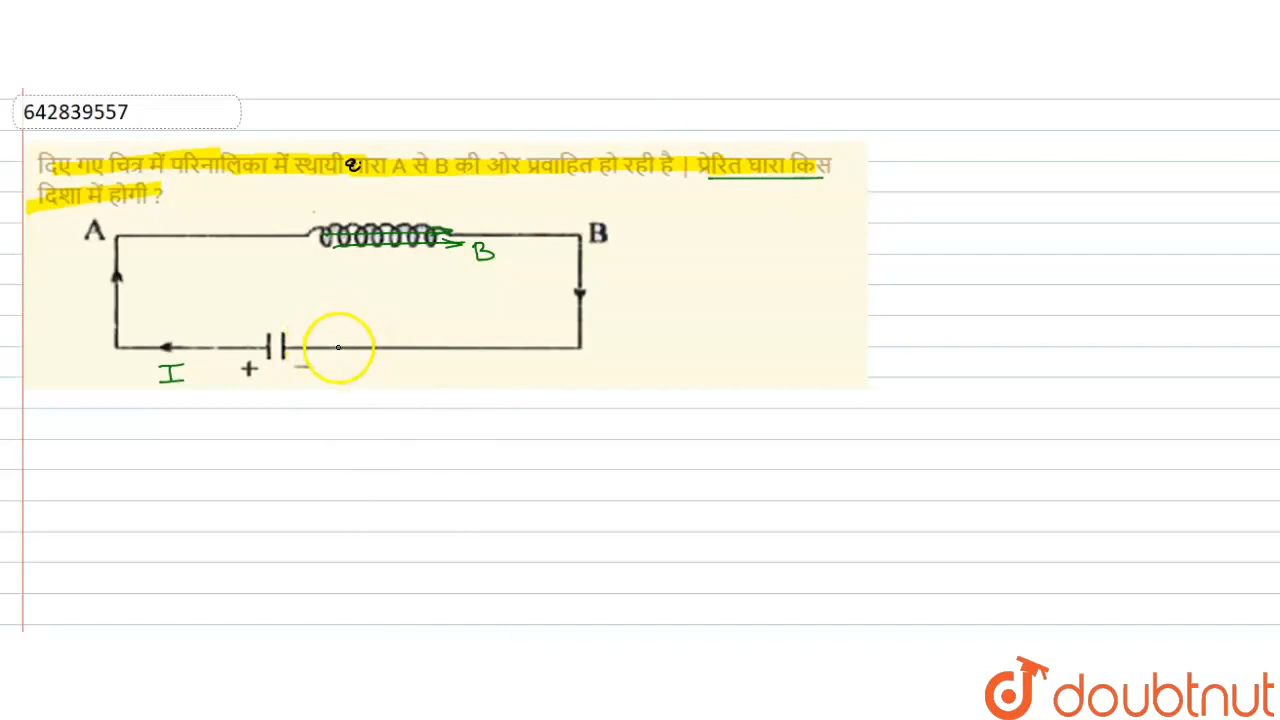 642839557
दिए गए चित्र में परिनालिका में स्थायी धारा A से B की ओर प्रवाहित हो रही है | प्रेरित घारा किस
दिशा में होगी ?
A B
B
I + −
doubtnut